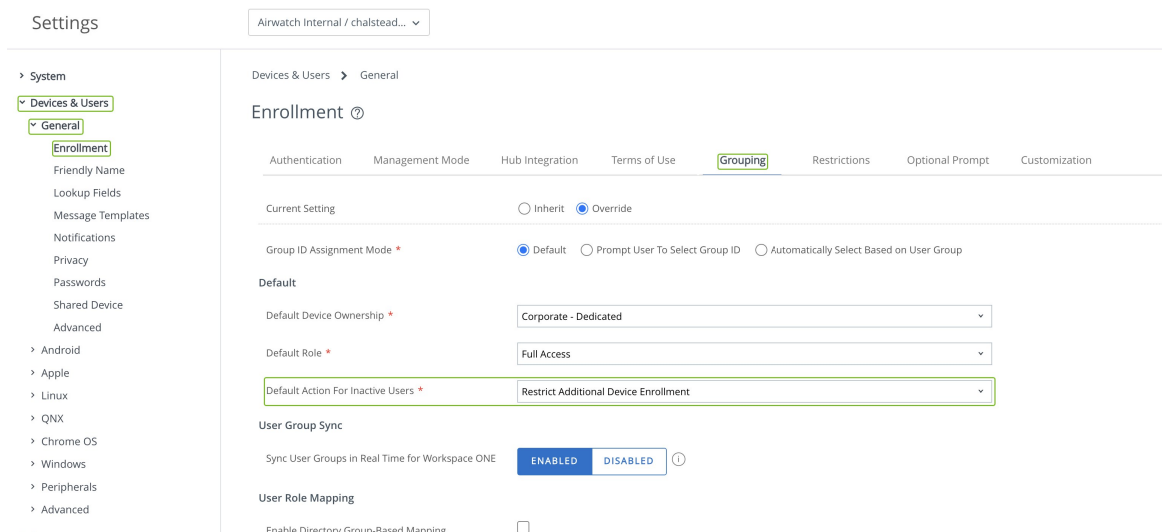 Settings
Airwatch Internal / chalstead...
System
Devices & Users
General
Enrollment
Friendly Name
Lookup Fields
Message Templates
Notifications
Privacy
Passwords
Shared Device
Advanced
Android
Apple
Linux
QNX
Chrome OS
Windows
Peripherals
Advanced
Devices & Users > General
Enrollment
Authentication Management Mode Hub Integration Terms of Use Grouping Restrictions Optional Prompt Customization
Current Setting Inherit Override
Group ID Assignment Mode * Default Prompt User To Select Group ID Automatically Select Based on User Group
Default
Default Device Ownership * Corporate - Dedicated
Default Role * Full Access
Default Action For Inactive Users * Restrict Additional Device Enrollment
User Group Sync
Sync User Groups in Real Time for Workspace ONE ENABLED DISABLED
User Role Mapping
Enable Directory Group-Based Mapping